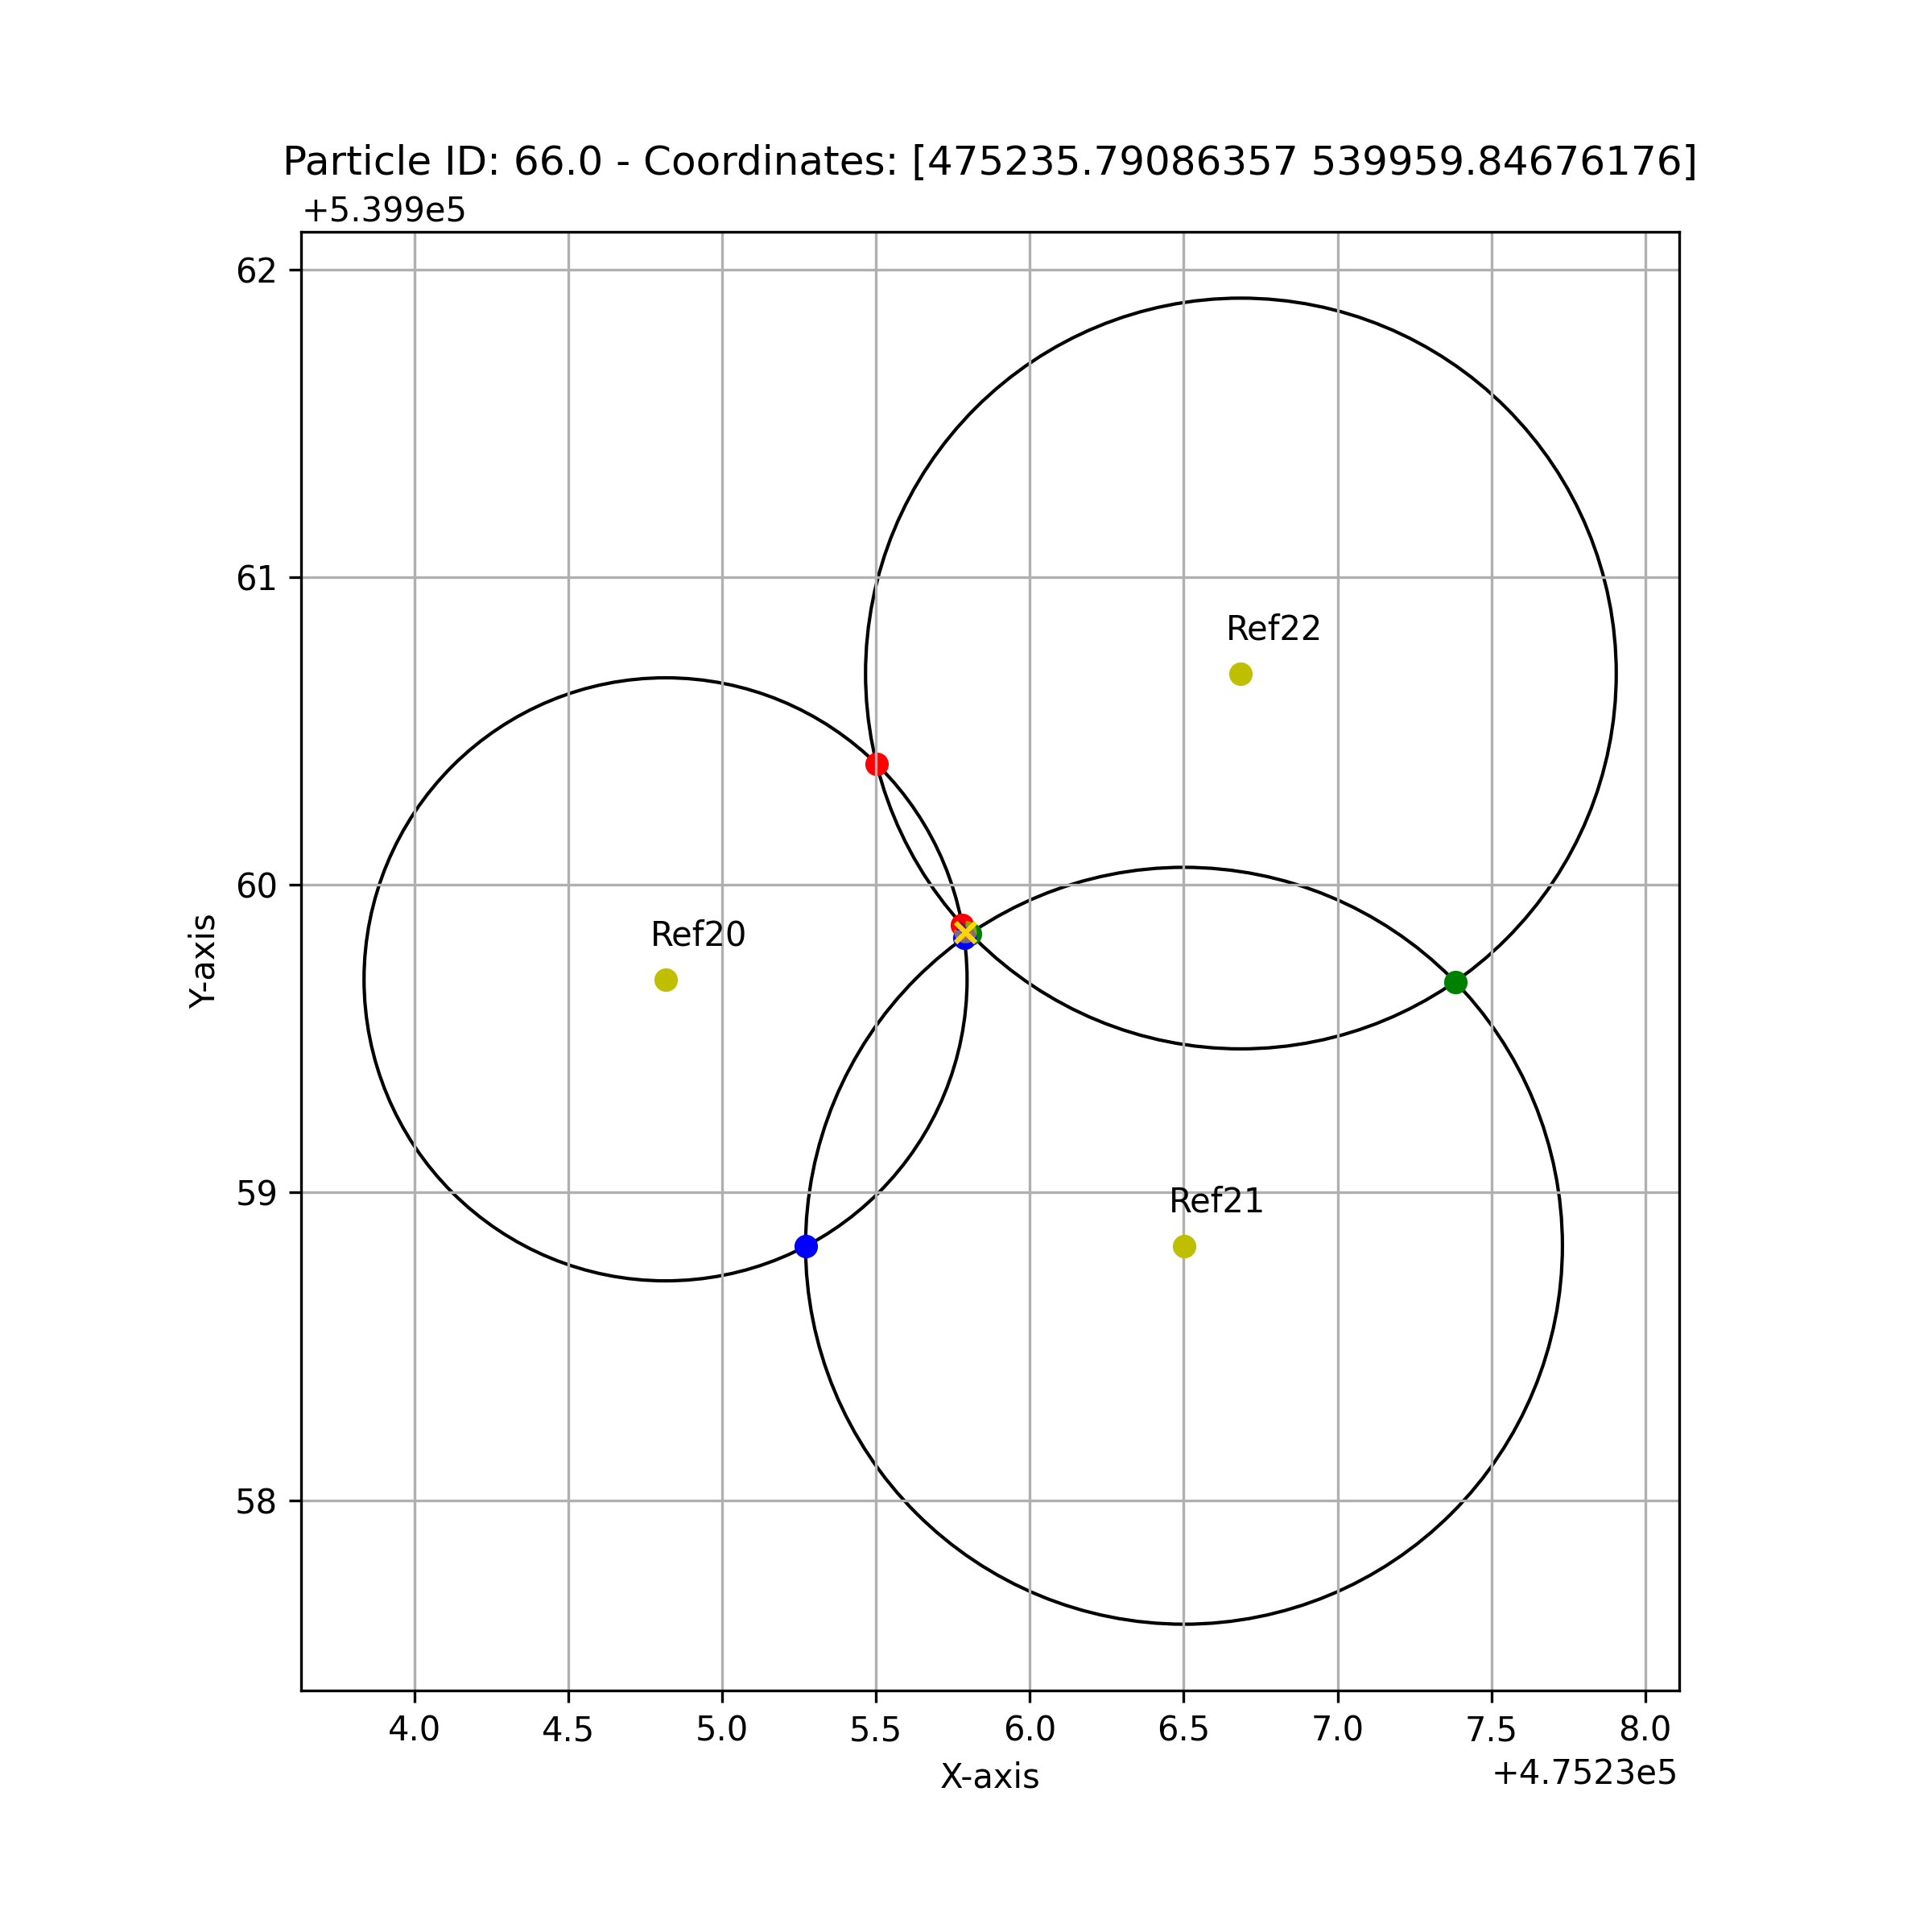 Particle ID: 66.0 - Coordinates: [475235.79086357 539959.84676176]
+5.399e5
62
61
Ref22
60
Ref20
59
Ref21
58
Y-axis
4.0 4.5 5.0 5.5 6.0 6.5 7.0 7.5 8.0
X-axis
+4.7523e5